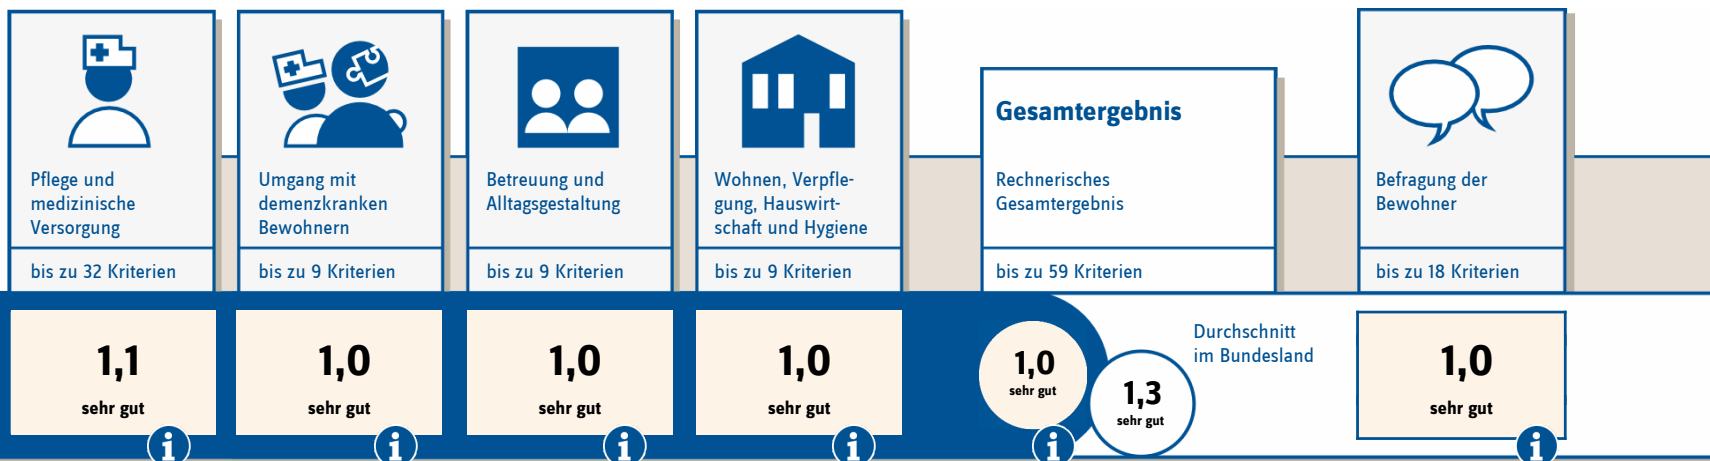 Pflege und
medizinische
Versorgung
bis zu 32 Kriterien
1,1
sehr gut
i
Umgang mit
demenzkranken
Bewohnern
bis zu 9 Kriterien
1,0
sehr gut
i
Betreuung und
Alltagsgestaltung
bis zu 9 Kriterien
1,0
sehr gut
i
Wohnen, Verpfle-
gung, Hauswirt-
schaft und Hygiene
bis zu 9 Kriterien
1,0
sehr gut
i
Gesamtergebnis
Rechnerisches
Gesamtergebnis
bis zu 59 Kriterien
1,0
sehr gut
i
Durchschnitt
im Bundesland
1,3
sehr gut
Befragung der
Bewohner
bis zu 18 Kriterien
1,0
sehr gut
i